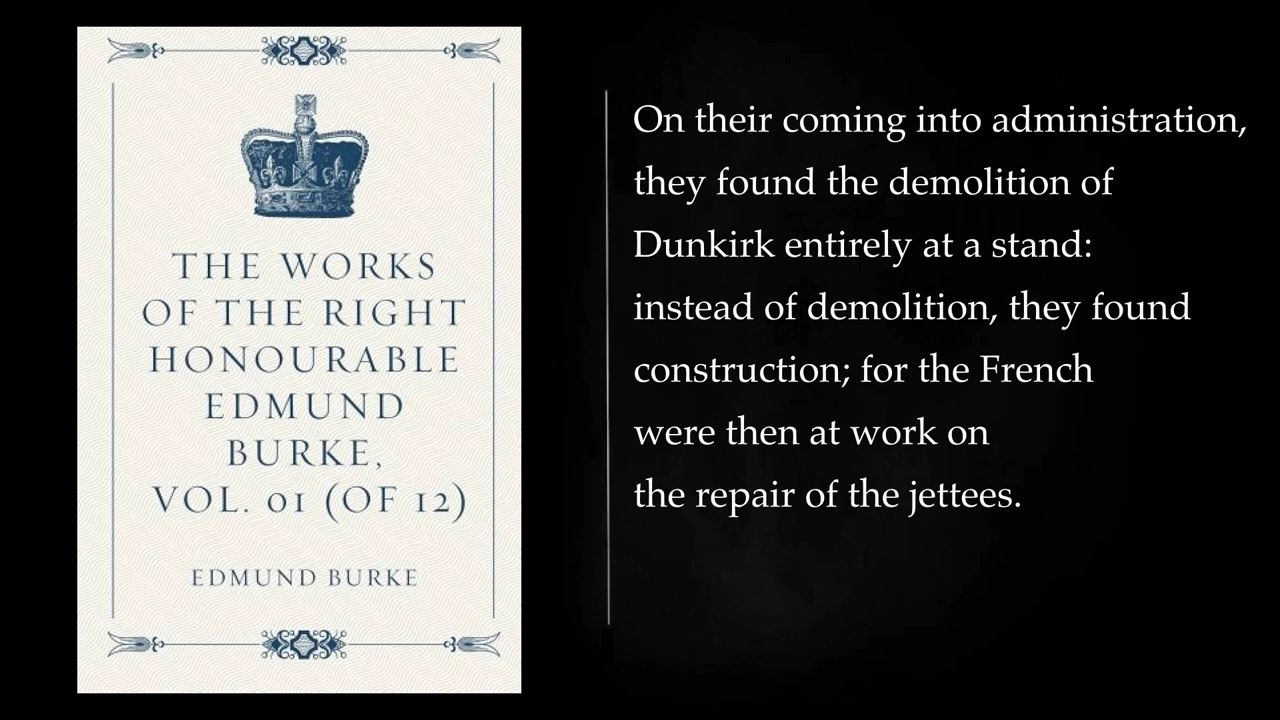 THE WORKS
OF THE RIGHT
HONOURABLE
EDMUND
BURKE,
VOL. 01 (OF 12)
EDMUND BURKE
On their coming into administration,
they found the demolition of
Dunkirk entirely at a stand:
instead of demolition, they found
construction; for the French
were then at work on
the repair of the jettees.